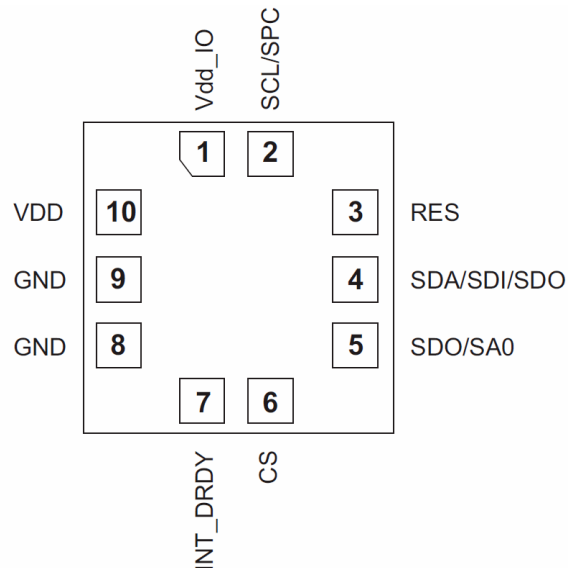 Vdd_IO
SCL/SPC
1
2
VDD
10
3
RES
GND
9
4
SDA/SDI/SDO
GND
8
5
SDO/SA0
7
6
INT_DRDY
CS